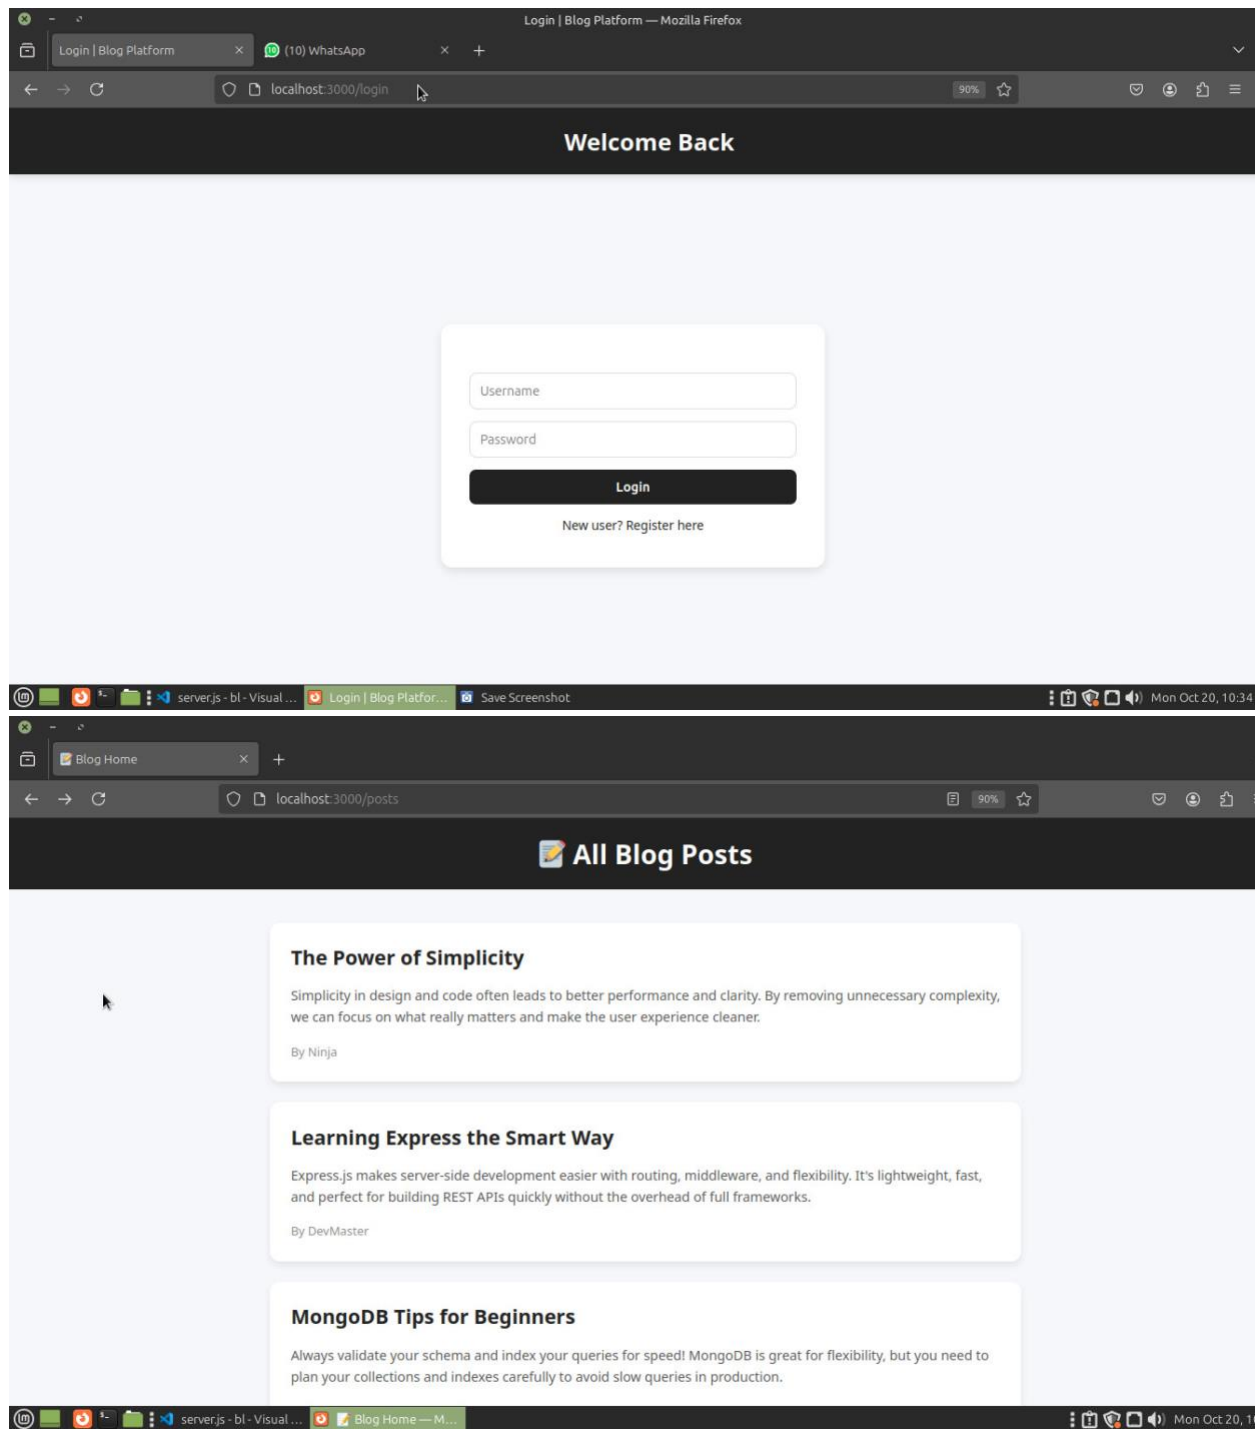 Login | Blog Platform — Mozilla Firefox
Login | Blog Platform
(10) WhatsApp
localhost:3000/login
90%
Welcome Back
Username
Password
Login
New user? Register here
server.js - bl - Visual ...
Login | Blog Platfor...
Save Screenshot
Mon Oct 20, 10:34
Blog Home
localhost:3000/posts
90%
📝 All Blog Posts
The Power of Simplicity
Simplicity in design and code often leads to better performance and clarity. By removing unnecessary complexity,
we can focus on what really matters and make the user experience cleaner.
By Ninja
Learning Express the Smart Way
Express.js makes server-side development easier with routing, middleware, and flexibility. It's lightweight, fast,
and perfect for building REST APIs quickly without the overhead of full frameworks.
By DevMaster
MongoDB Tips for Beginners
Always validate your schema and index your queries for speed! MongoDB is great for flexibility, but you need to
plan your collections and indexes carefully to avoid slow queries in production.
server.js - bl - Visual ...
Blog Home — M...
Mon Oct 20,